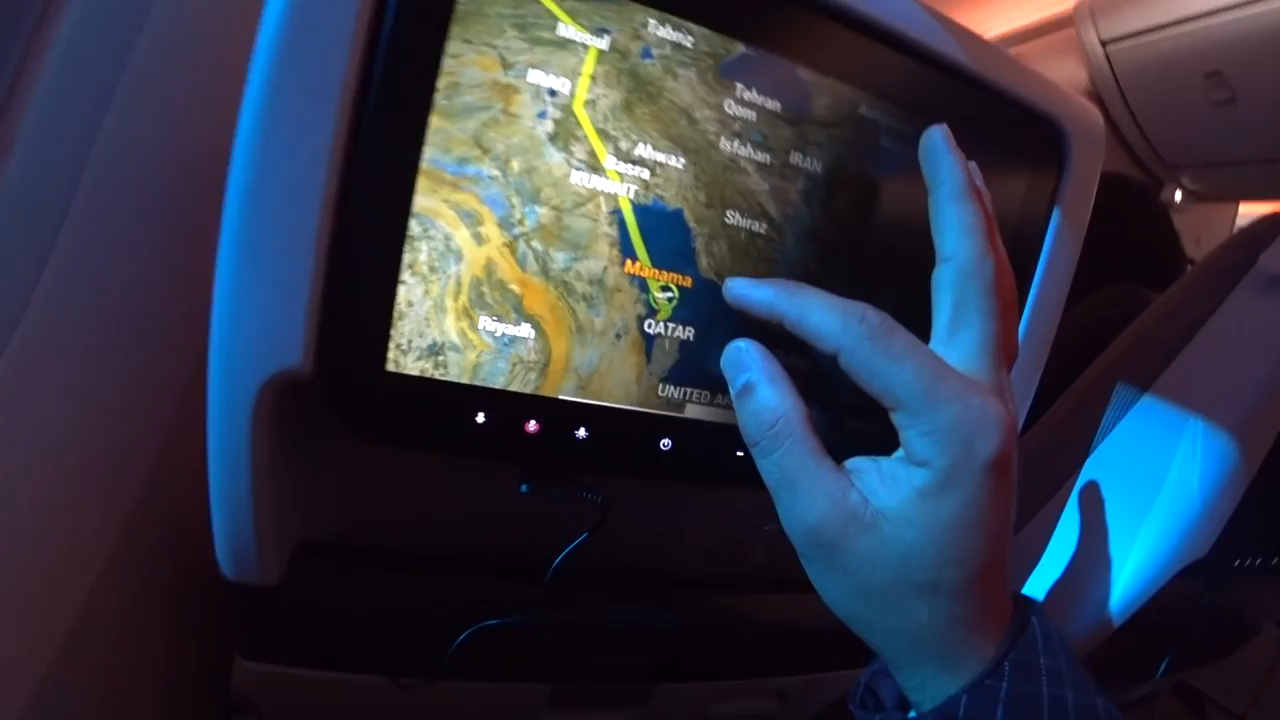 Mosul
Tabriz
IRAQ
Tehran
Qom
Ahwaz
Isfahan
IRAN
Basra
KUWAIT
Shiraz
Manama
Riyadh
QATAR
UNITED AR